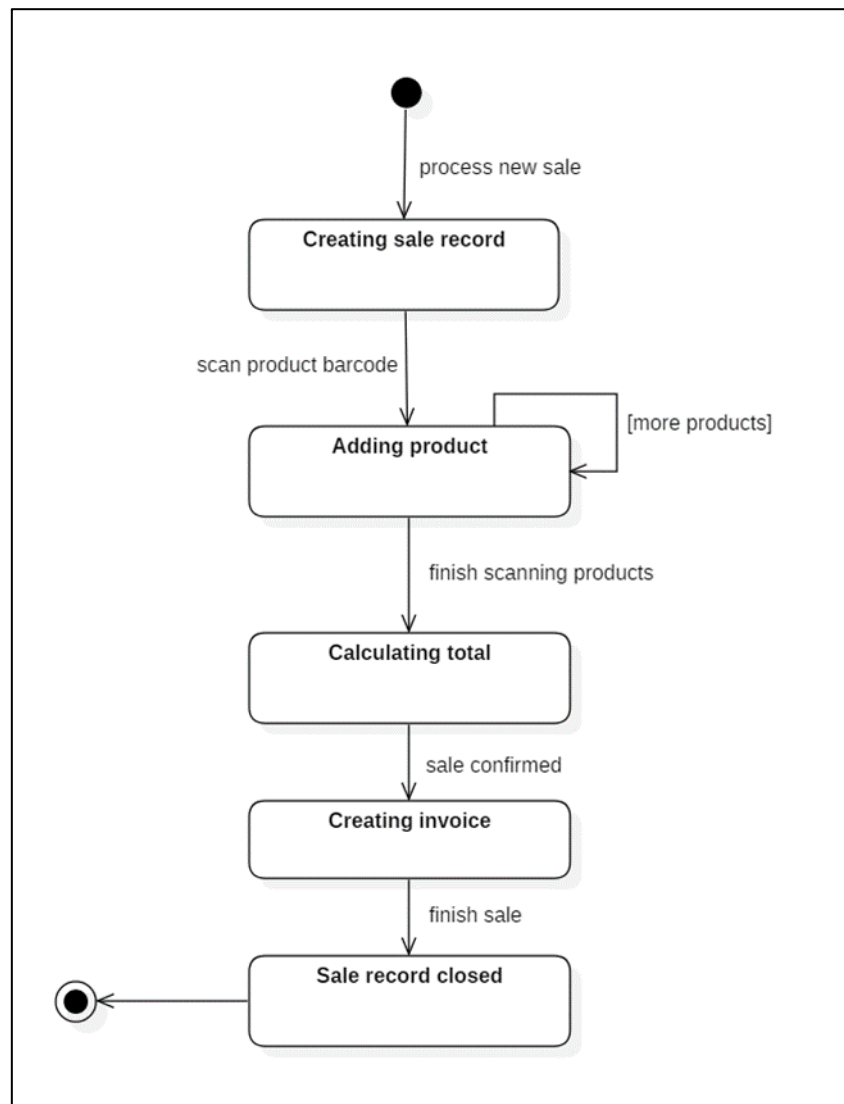 process new sale
Creating sale record
scan product barcode
[more products]
Adding product
finish scanning products
Calculating total
sale confirmed
Creating invoice
finish sale
Sale record closed